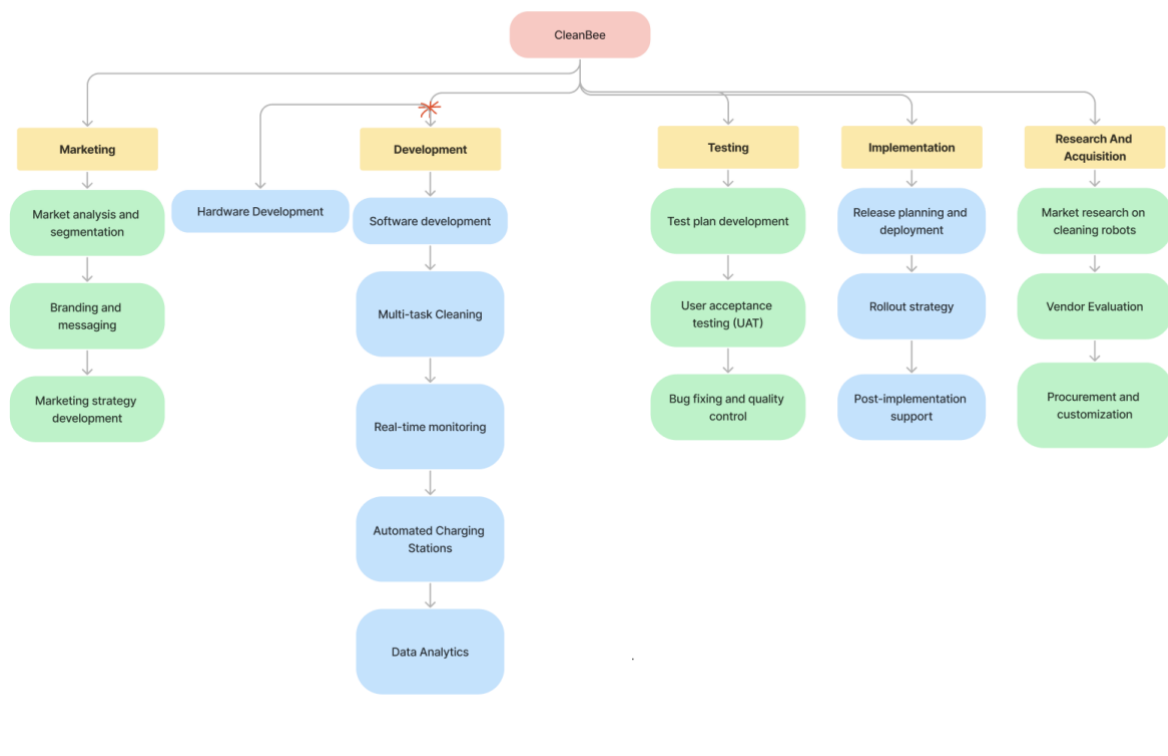 CleanBee
Marketing
Development
Testing
Implementation
Research And
Acquisition
Market analysis and
segmentation
Branding and
messaging
Marketing strategy
development
Hardware Development
Software development
Multi-task Cleaning
Real-time monitoring
Automated Charging
Stations
Data Analytics
Test plan development
User acceptance
testing (UAT)
Bug fixing and quality
control
Release planning and
deployment
Rollout strategy
Post-implementation
support
Market research on
cleaning robots
Vendor Evaluation
Procurement and
customization